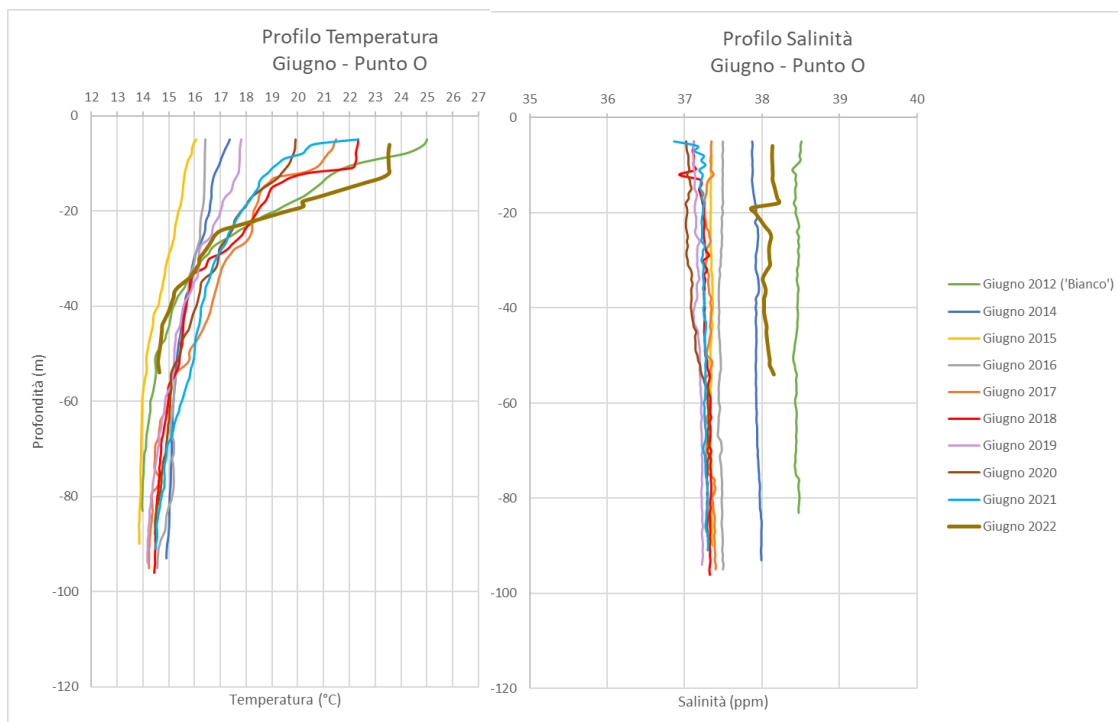 Profilo Temperatura
Giugno - Punto O
12 13 14 15 16 17 18 19 20 21 22 23 24 25 26 27
0
-20
-40
-60
-80
-100
-120
Profondità (m)
Temperatura (°C)
Profilo Salinità
Giugno - Punto O
35 36 37 38 39 40
0
-20
-40
-60
-80
-100
-120
Salinità (ppm)
Giugno 2012 ('Bianco')
Giugno 2014
Giugno 2015
Giugno 2016
Giugno 2017
Giugno 2018
Giugno 2019
Giugno 2020
Giugno 2021
Giugno 2022